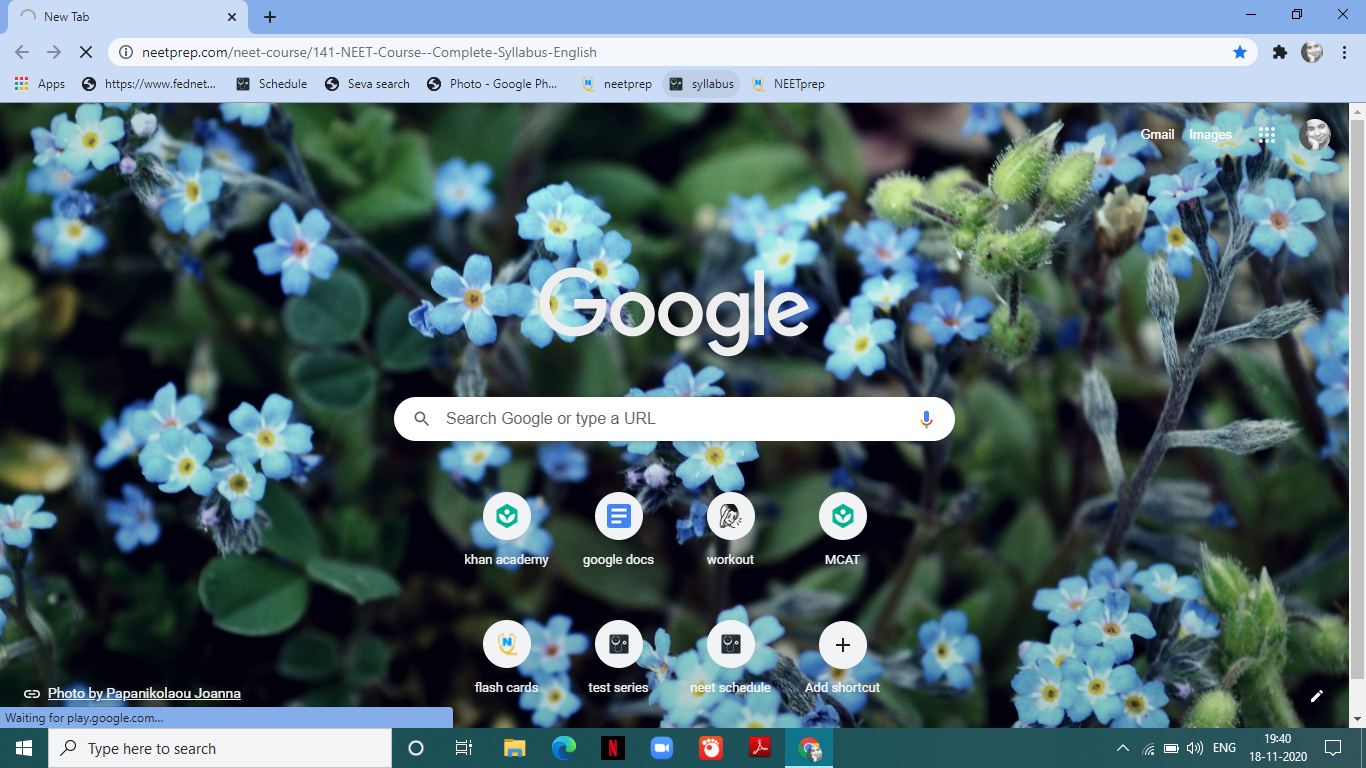 New Tab
neetprep.com/neet-course/141-NEET-Course--Complete-Syllabus-English
Apps https://www.fednet... Schedule Seva search Photo - Google Ph... neetprep syllabus NEETprep
Gmail Images
Google
Search Google or type a URL
khan academy google docs workout MCAT
flash cards test series neet schedule Add shortcut
Photo by Papanikolaou Joanna
Waiting for play.google.com...
Type here to search
ENG
19:40
18-11-2020